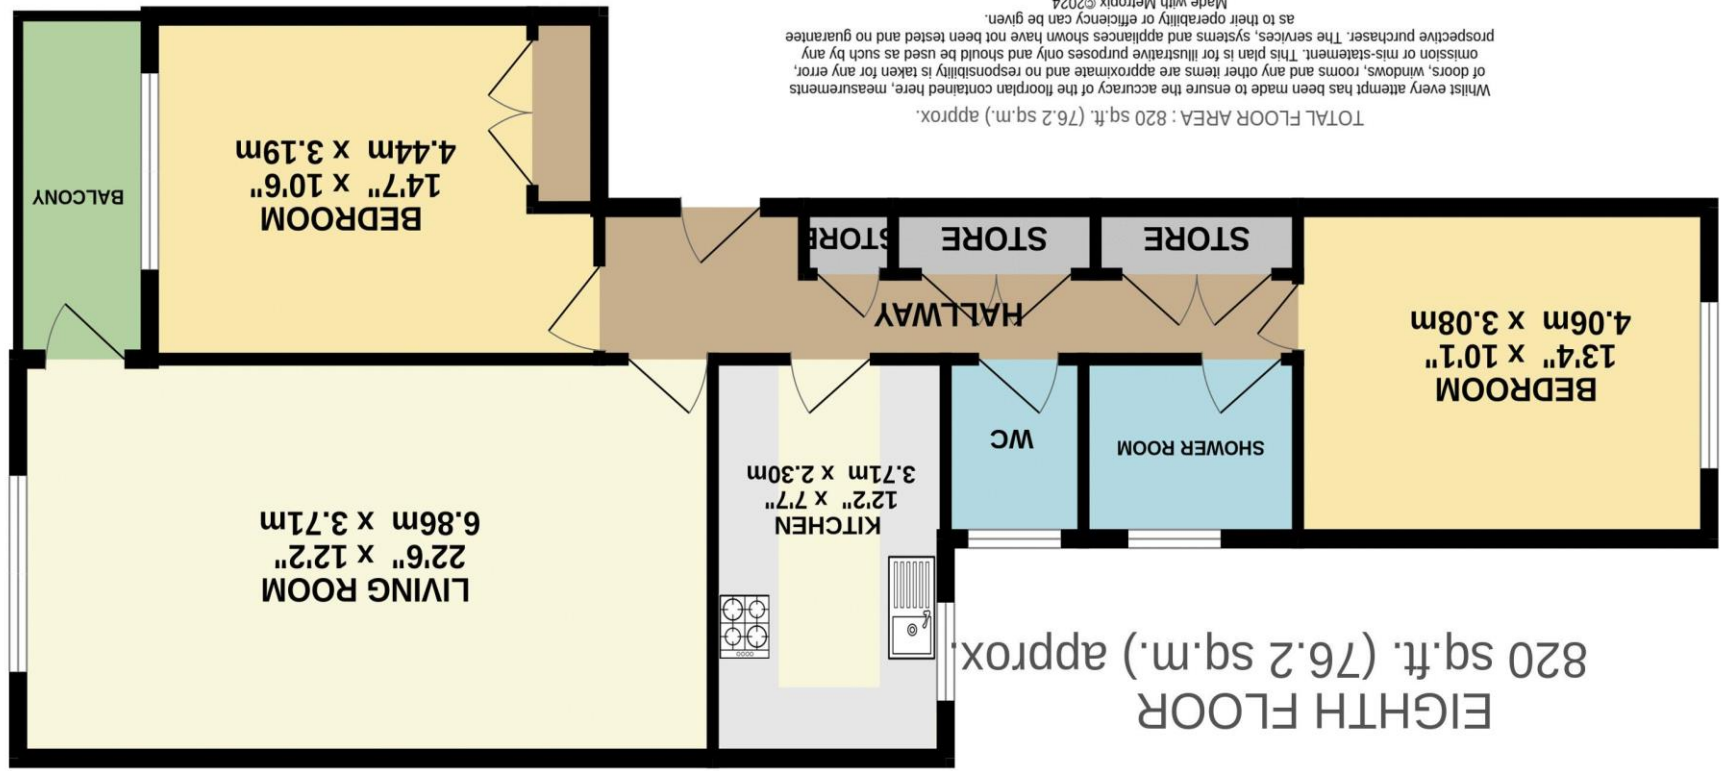 EIGHTH FLOOR
820 sq.ft. (76.2 sq.m.) approx.
BEDROOM
13'4" x 10'1"
4.06m x 3.08m
SHOWER ROOM
WC
KITCHEN
12'2" x 7'7"
3.71m x 2.30m
LIVING ROOM
22'6" x 12'2"
6.86m x 3.71m
HALLWAY
STORE
STORE
STORE
BEDROOM
14'7" x 10'6"
4.44m x 3.19m
BALCONY
TOTAL FLOOR AREA : 820 sq.ft. (76.2 sq.m.) approx.
Whilst every attempt has been made to ensure the accuracy of the floorplan contained here, measurements
of doors, windows, rooms and any other items are approximate and no responsibility is taken for any error,
omission or mis-statement. This plan is for illustrative purposes only and should be used as such by any
prospective purchaser. The services, systems and appliances shown have not been tested and no guarantee
as to their operability or efficiency can be given.
Made with Metropix ©2024